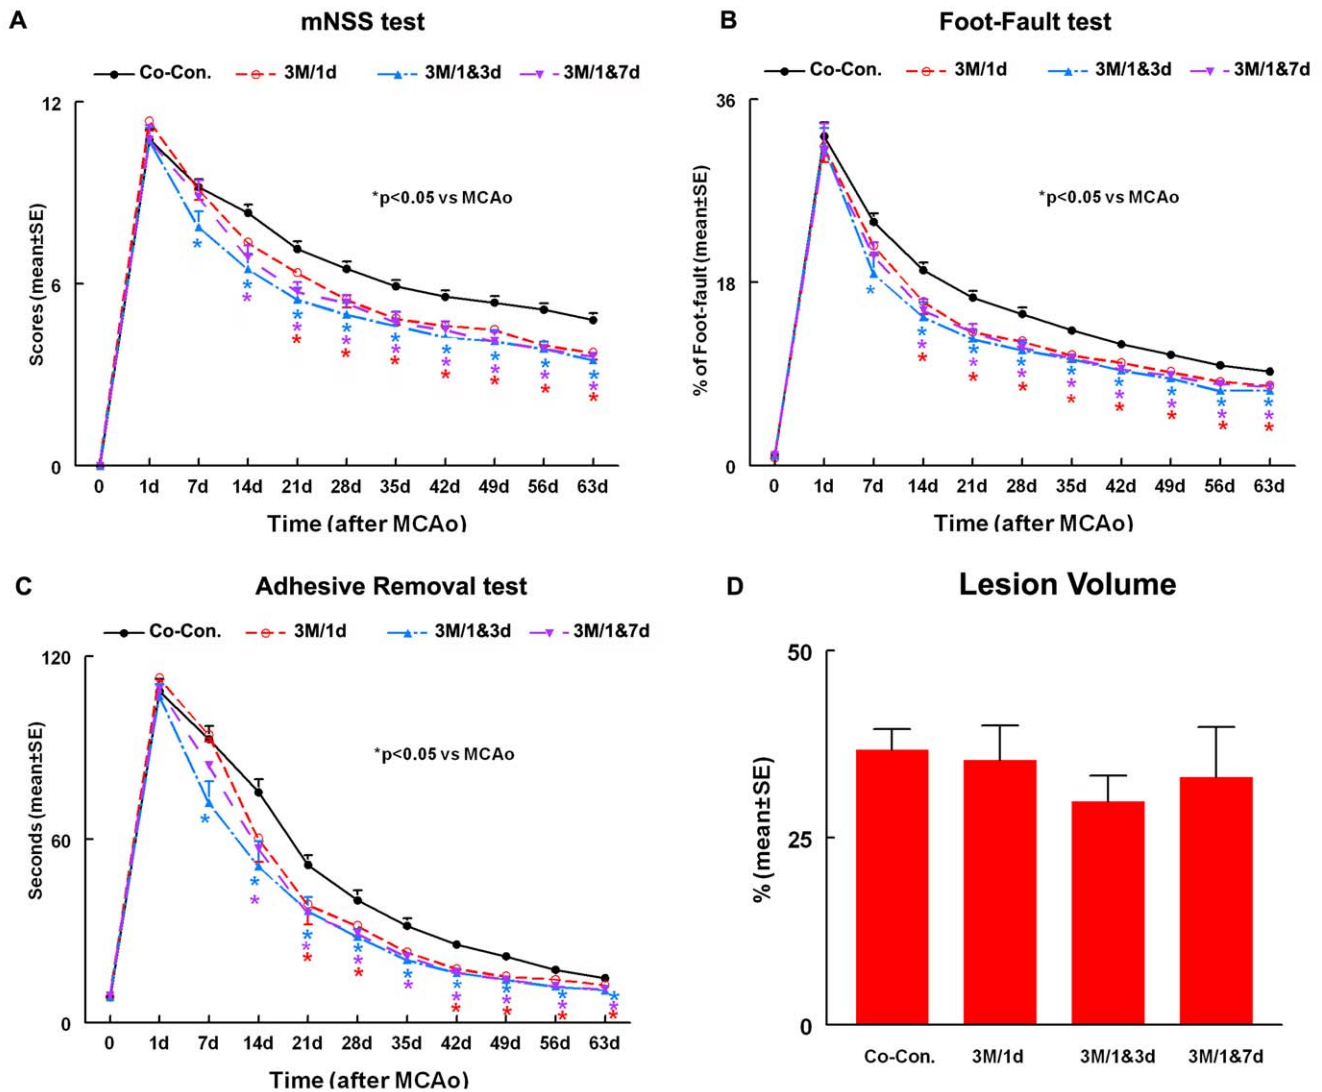 A mNSS test
Co-Con. 3M/1d 3M/1&3d 3M/1&7d
12
6
0
Scores (mean±SE)
*p<0.05 vs MCAo
* * * * * * * * * * * * * * * * * * * * * * * * *
0 1d 7d 14d 21d 28d 35d 42d 49d 56d 63d
Time (after MCAo)
B Foot-Fault test
Co-Con. 3M/1d 3M/1&3d 3M/1&7d
36
18
0
% of Foot-fault (mean±SE)
*p<0.05 vs MCAo
* * * * * * * * * * * * * * * * * * * * * * * * *
0 1d 7d 14d 21d 28d 35d 42d 49d 56d 63d
Time (after MCAo)
C Adhesive Removal test
Co-Con. 3M/1d 3M/1&3d 3M/1&7d
120
60
0
Seconds (mean±SE)
*p<0.05 vs MCAo
* * * * * * * * * * * * * * * * * * * * * * *
0 1d 7d 14d 21d 28d 35d 42d 49d 56d 63d
Time (after MCAo)
D Lesion Volume
50
25
0
% (mean±SE)
Co-Con. 3M/1d 3M/1&3d 3M/1&7d